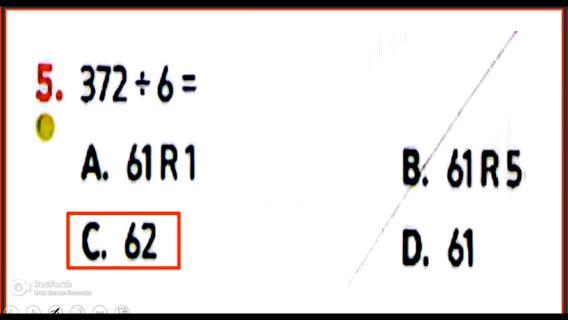 5. 372 ÷ 6 =
A. 61 R 1
B. 61 R 5
C. 62
D. 61